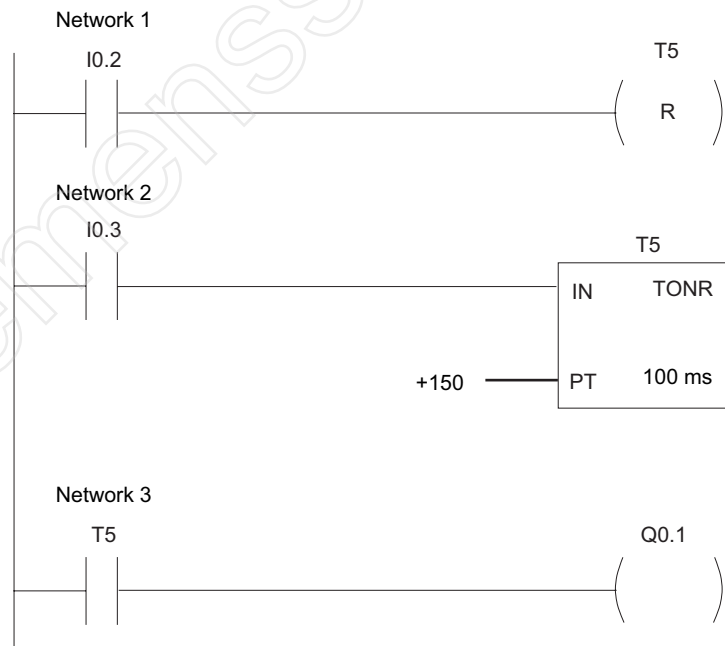 Network 1
I0.2
T5
R
Network 2
I0.3
T5
IN TONR
+150 PT 100 ms
Network 3
T5
Q0.1